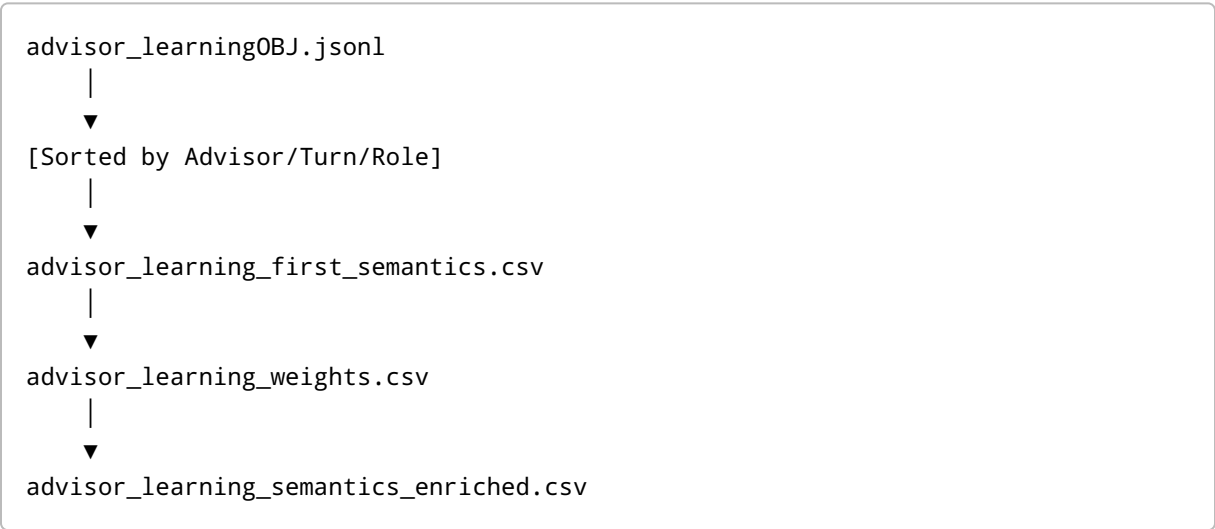 advisor_learningOBJ.jsonl
│
▼
[Sorted by Advisor/Turn/Role]
│
▼
advisor_learning_first_semantics.csv
│
▼
advisor_learning_weights.csv
│
▼
advisor_learning_semantics_enriched.csv